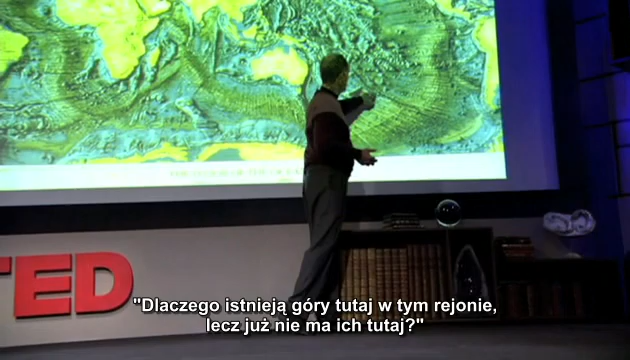 TED
"Dlaczego istnieją góry tutaj w tym rejonie,
lecz już nie ma ich tutaj?"